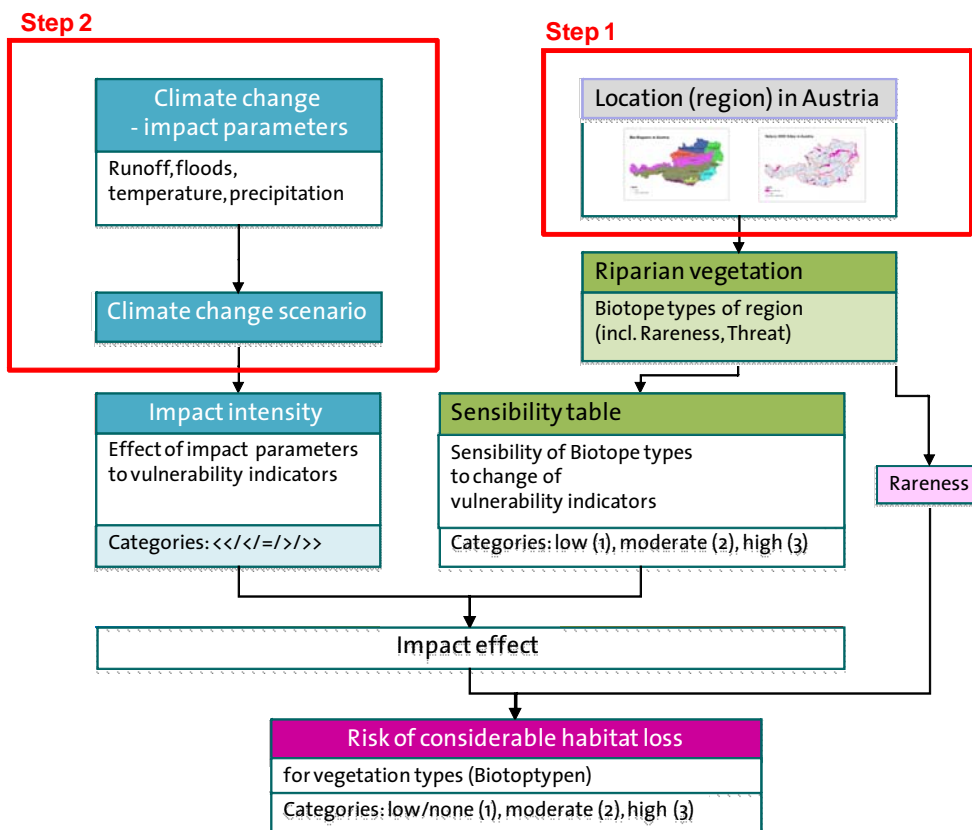 Step 2
Step 1
Climate change
- impact parameters
Runoff, floods,
temperature, precipitation
Climate change scenario
Location (region) in Austria
Riparian vegetation
Biotope types of region
(incl. Rareness, Threat)
Impact intensity
Effect of impact parameters
to vulnerability indicators
Categories: <</</=/>/>>
Sensibility table
Sensibility of Biotope types
to change of
vulnerability indicators
Categories: low (1), moderate (2), high (3)
Rareness
Impact effect
Risk of considerable habitat loss
for vegetation types (Biotoptypen)
Categories: low/none (1), moderate (2), high (3)